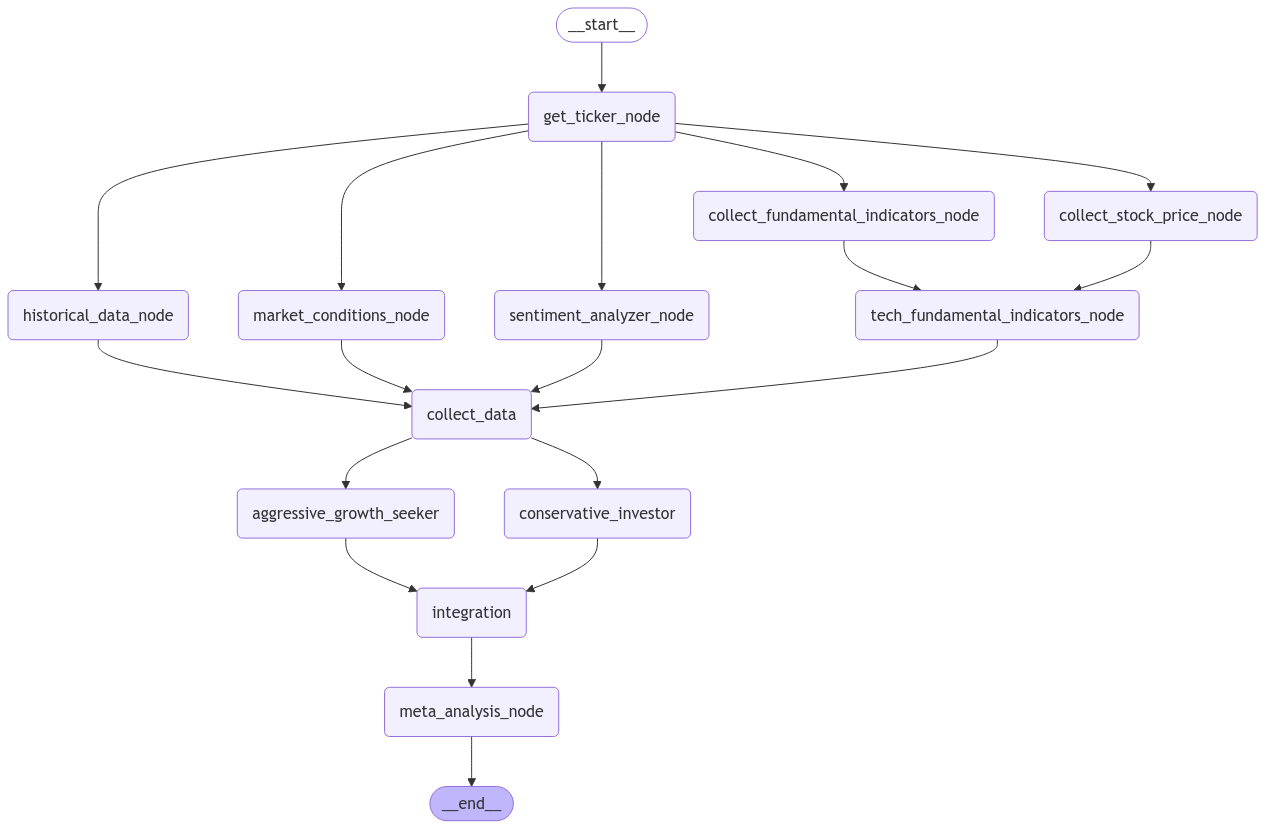 __start__
get_ticker_node
collect_fundamental_indicators_node
collect_stock_price_node
historical_data_node
market_conditions_node
sentiment_analyzer_node
tech_fundamental_indicators_node
collect_data
aggressive_growth_seeker
conservative_investor
integration
meta_analysis_node
__end__